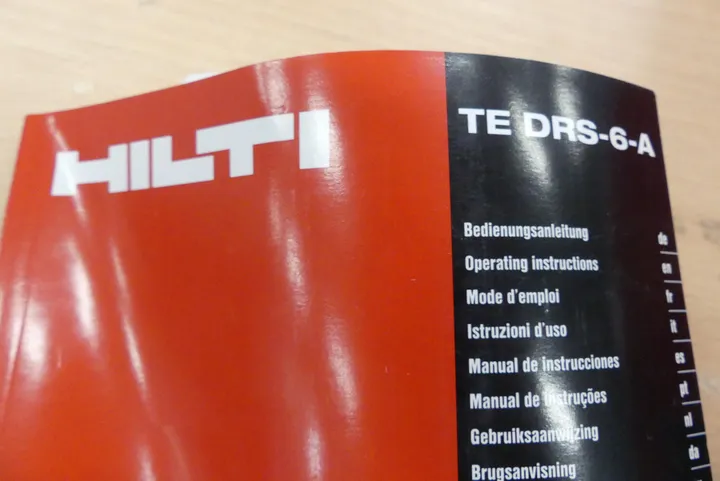 HILTI
TE DRS-6-A
Bedienungsanleitung de
Operating instructions en
Mode d'emploi fr
Istruzioni d'uso it
Manual de instrucciones es
Manual de instruções pt
Gebruiksaanwijzing nl
Brugsanvisning da